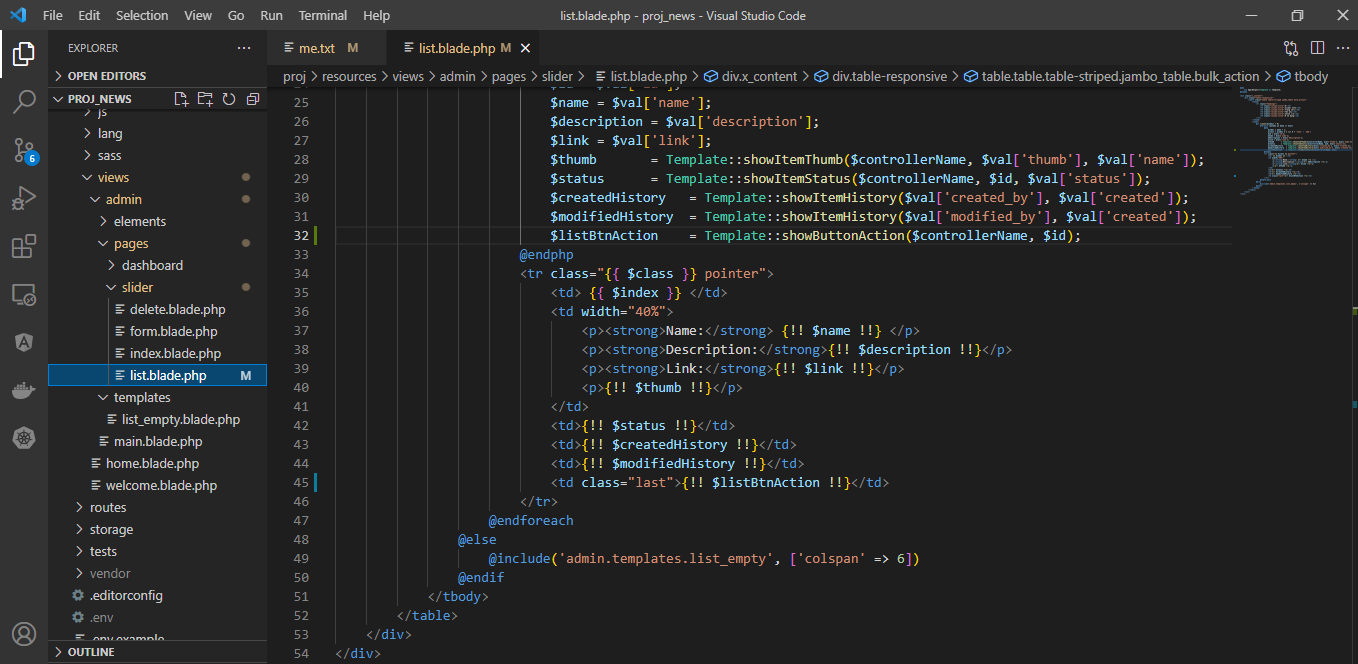 File Edit Selection View Go Run Terminal Help list.blade.php - proj_news - Visual Studio Code
EXPLORER
OPEN EDITORS
PROJ_NEWS
js
lang
sass
views
admin
elements
pages
dashboard
slider
delete.blade.php
form.blade.php
index.blade.php
list.blade.php M
templates
list_empty.blade.php
main.blade.php
home.blade.php
welcome.blade.php
routes
storage
tests
vendor
.editorconfig
.env
.env.example
OUTLINE
6
me.txt M list.blade.php M
proj > resources > views > admin > pages > slider > list.blade.php > div.x_content > div.table-responsive > table.table.table-striped.jambo_table.bulk_action > tbody
25 $name = $val['name'];
26 $description = $val['description'];
27 $link = $val['link'];
28 $thumb = Template::showItemThumb($controllerName, $val['thumb'], $val['name']);
29 $status = Template::showItemStatus($controllerName, $id, $val['status']);
30 $createdHistory = Template::showItemHistory($val['created_by'], $val['created']);
31 $modifiedHistory = Template::showItemHistory($val['modified_by'], $val['created']);
32 $listBtnAction = Template::showButtonAction($controllerName, $id);
33 @endphp
34 <tr class="{{ $class }} pointer">
35 <td> {{ $index }} </td>
36 <td width="40%">
37 <p><strong>Name:</strong> {!! $name !!} </p>
38 <p><strong>Description:</strong>{!! $description !!}</p>
39 <p><strong>Link:</strong>{!! $link !!}</p>
40 <p>{!! $thumb !!}</p>
41 </td>
42 <td>{!! $status !!}</td>
43 <td>{!! $createdHistory !!}</td>
44 <td>{!! $modifiedHistory !!}</td>
45 <td class="last">{!! $listBtnAction !!}</td>
46 </tr>
47 @endforeach
48 @else
49 @include('admin.templates.list_empty', ['colspan' => 6])
50 @endif
51 </tbody>
52 </table>
53 </div>
54 </div>